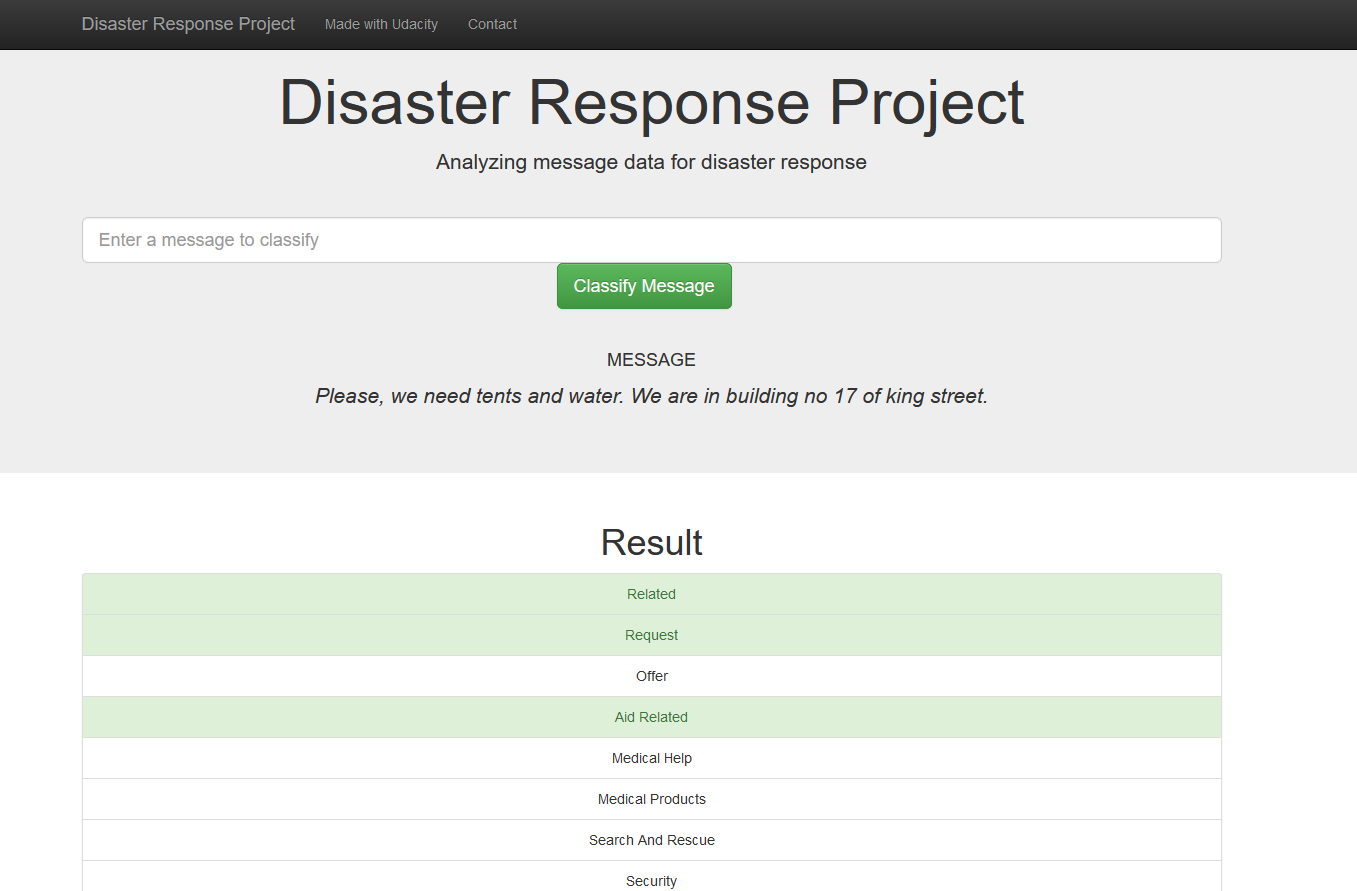 Disaster Response Project Made with Udacity Contact
Disaster Response Project
Analyzing message data for disaster response
Enter a message to classify
Classify Message
MESSAGE
Please, we need tents and water. We are in building no 17 of king street.
Result
Related
Request
Offer
Aid Related
Medical Help
Medical Products
Search And Rescue
Security